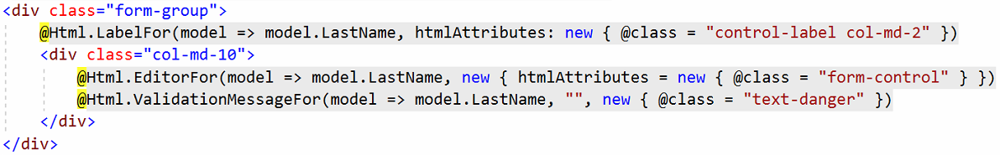 <div class="form-group">
@Html.LabelFor(model => model.LastName, htmlAttributes: new { @class = "control-label col-md-2" })
<div class="col-md-10">
@Html.EditorFor(model => model.LastName, new { htmlAttributes = new { @class = "form-control" } })
@Html.ValidationMessageFor(model => model.LastName, "", new { @class = "text-danger" })
</div>
</div>